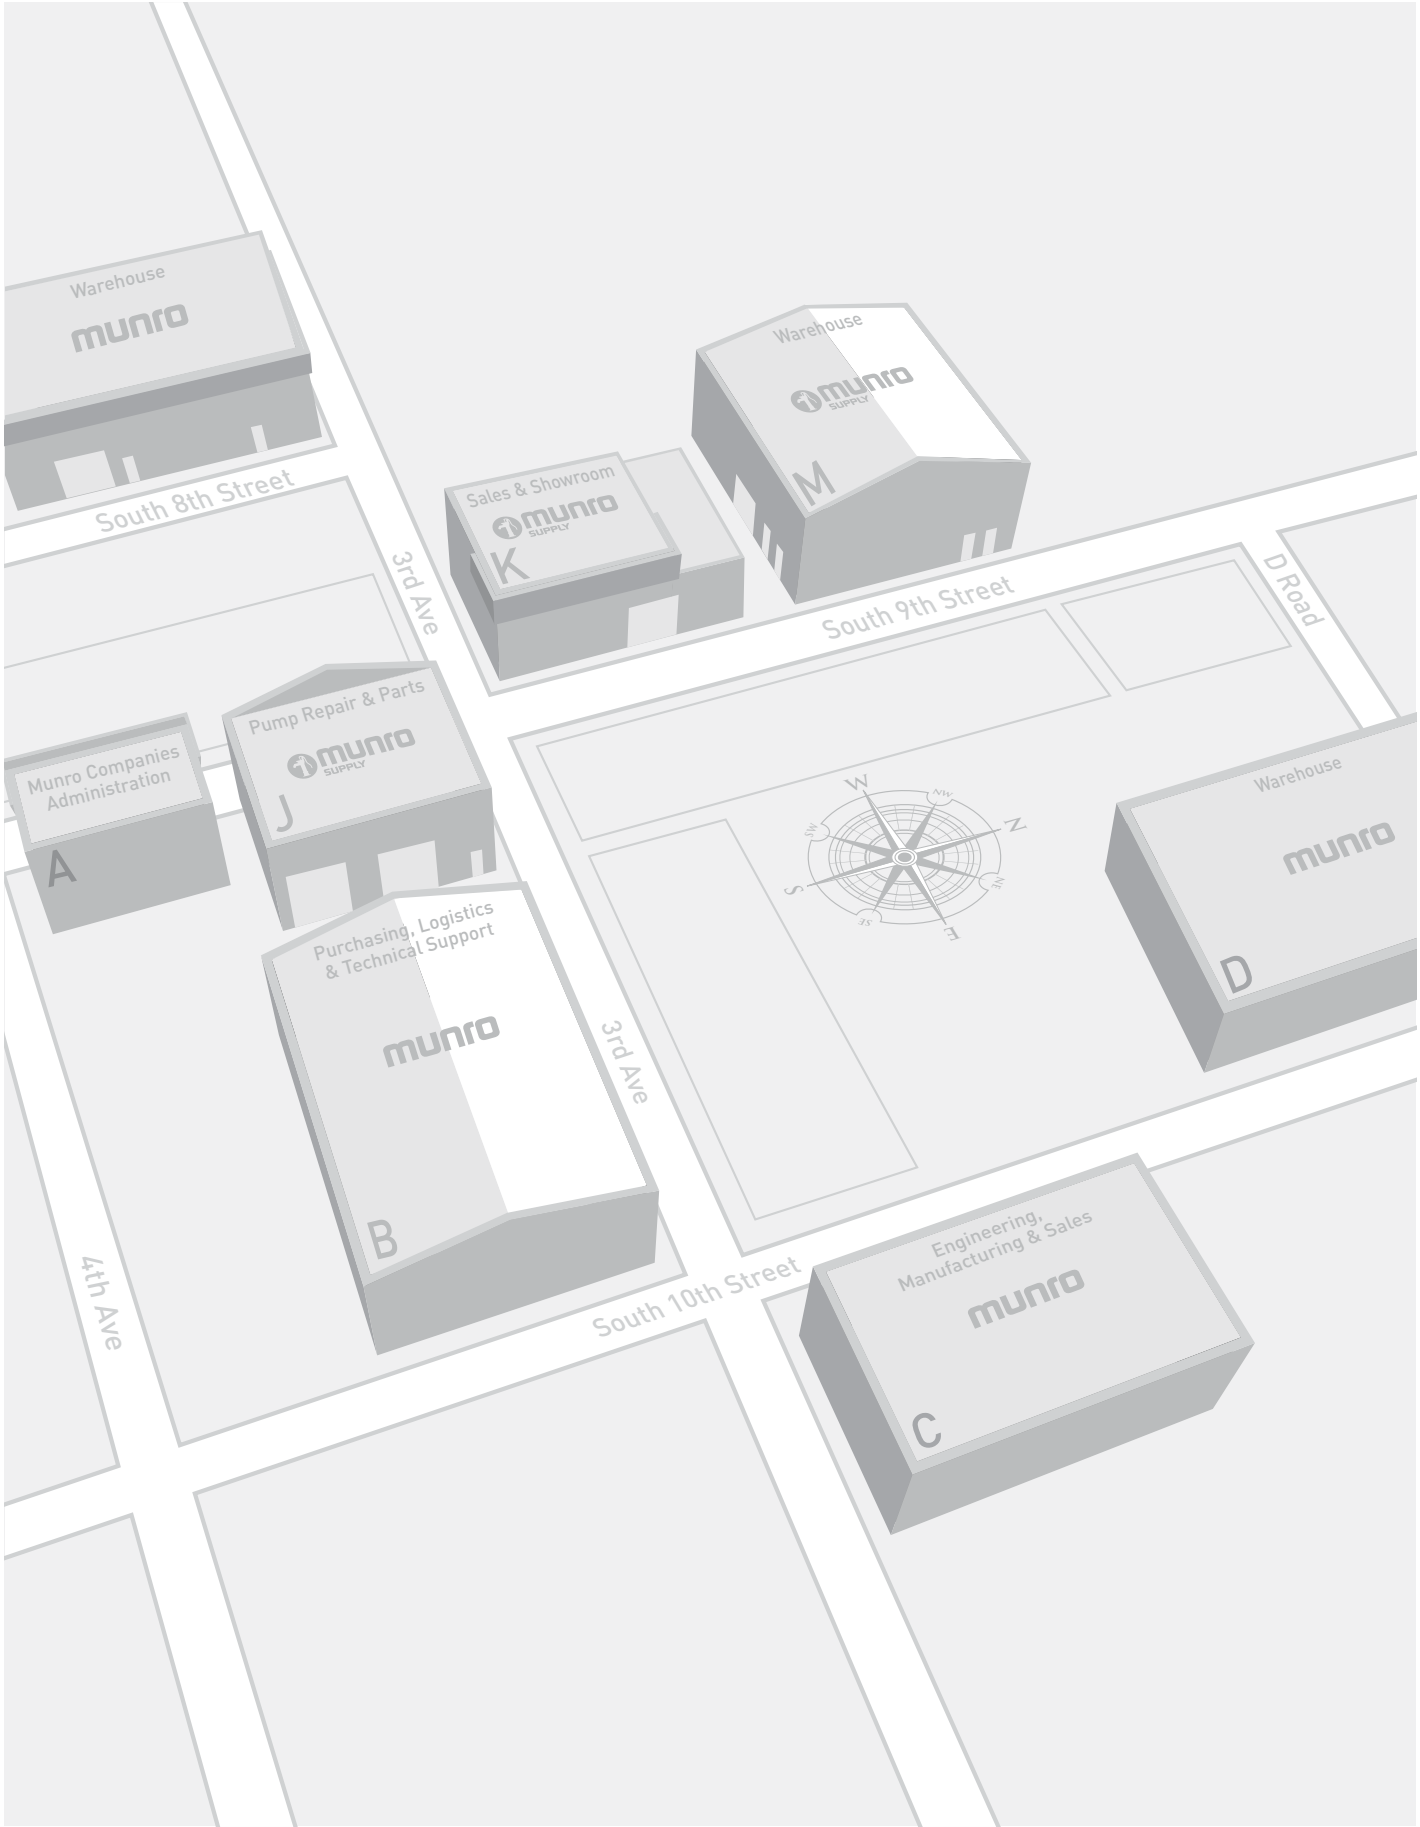 Warehouse
munro
South 8th Street
Warehouse
munro
SUPPLY
M
Sales & Showroom
munro
SUPPLY
K
3rd Ave
South 9th Street
D Road
Pump Repair & Parts
munro
SUPPLY
J
Munro Companies
Administration
A
W
NW
N
NE
E
SE
S
SW
Warehouse
munro
D
Purchasing, Logistics
& Technical Support
munro
B
3rd Ave
4th Ave
South 10th Street
Engineering,
Manufacturing & Sales
munro
C